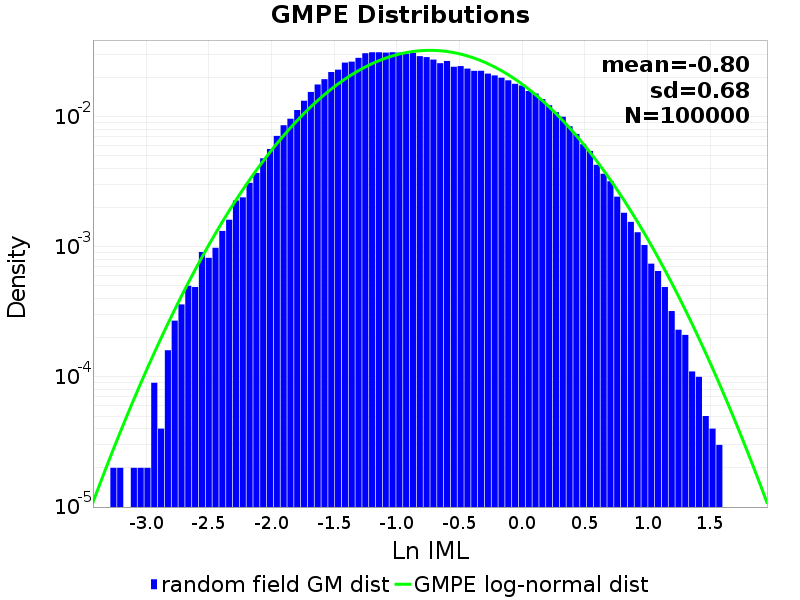 GMPE Distributions
mean=-0.80
sd=0.68
N=100000
10-2
10-3
10-4
10-5
Density
-3.0 -2.5 -2.0 -1.5 -1.0 -0.5 0.0 0.5 1.0 1.5
Ln IML
random field GM dist GMPE log-normal dist